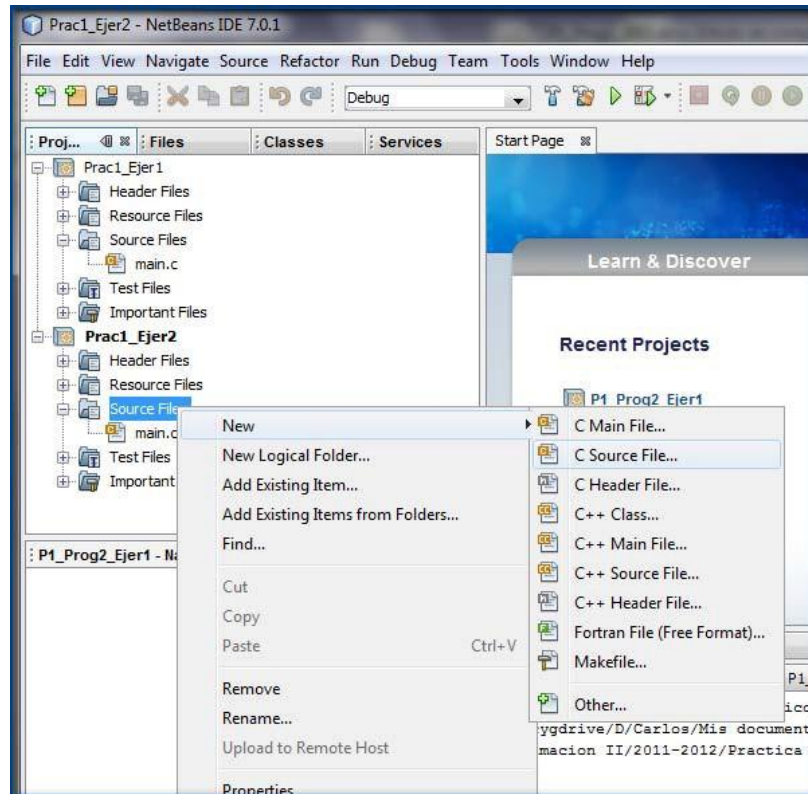 Prac1_Ejer2 - NetBeans IDE 7.0.1
File Edit View Navigate Source Refactor Run Debug Team Tools Window Help
Debug
Proj... Files Classes Services
Start Page
Prac1_Ejer1
Header Files
Resource Files
Source Files
main.c
Test Files
Important Files
Prac1_Ejer2
Header Files
Resource Files
Source File
main.c
Test Files
Important
Learn & Discover
Recent Projects
P1_Prog2_Ejer1
New
New Logical Folder...
Add Existing Item...
Add Existing Items from Folders...
Find...
Cut
Copy
Paste Ctrl+V
Remove
Rename...
Upload to Remote Host
Properties
C Main File...
C Source File...
C Header File...
C++ Class...
C++ Main File...
C++ Source File...
C++ Header File...
Fortran File (Free Format)...
Makefile...
Other...
P1_Prog2_Ejer1 - Na
P1_
ico
ygdrive/D/Carlos/Mis document
macion II/2011-2012/Practica